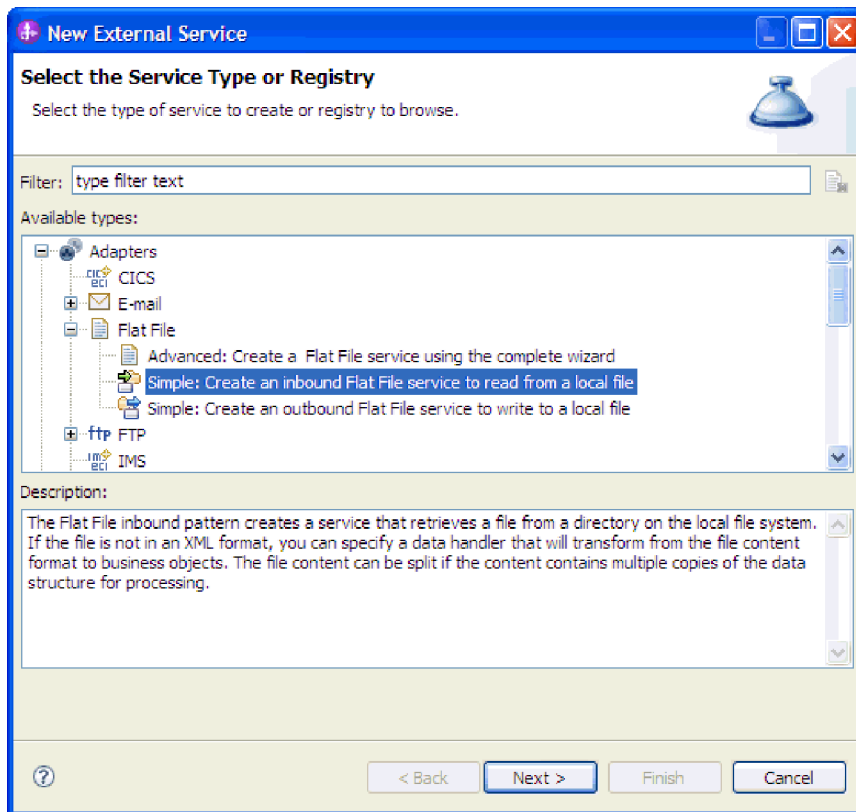 New External Service
Select the Service Type or Registry
Select the type of service to create or registry to browse.
Filter: type filter text
Available types:
Adapters
CICS
E-mail
Flat File
Advanced: Create a  Flat File service using the complete wizard
Simple: Create an inbound Flat File service to read from a local file
Simple: Create an outbound Flat File service to write to a local file
ftp FTP
IMS
Description:
The Flat File inbound pattern creates a service that retrieves a file from a directory on the local file system.
If the file is not in an XML format, you can specify a data handler that will transform from the file content
format to business objects. The file content can be split if the content contains multiple copies of the data
structure for processing.
< Back Next > Finish Cancel